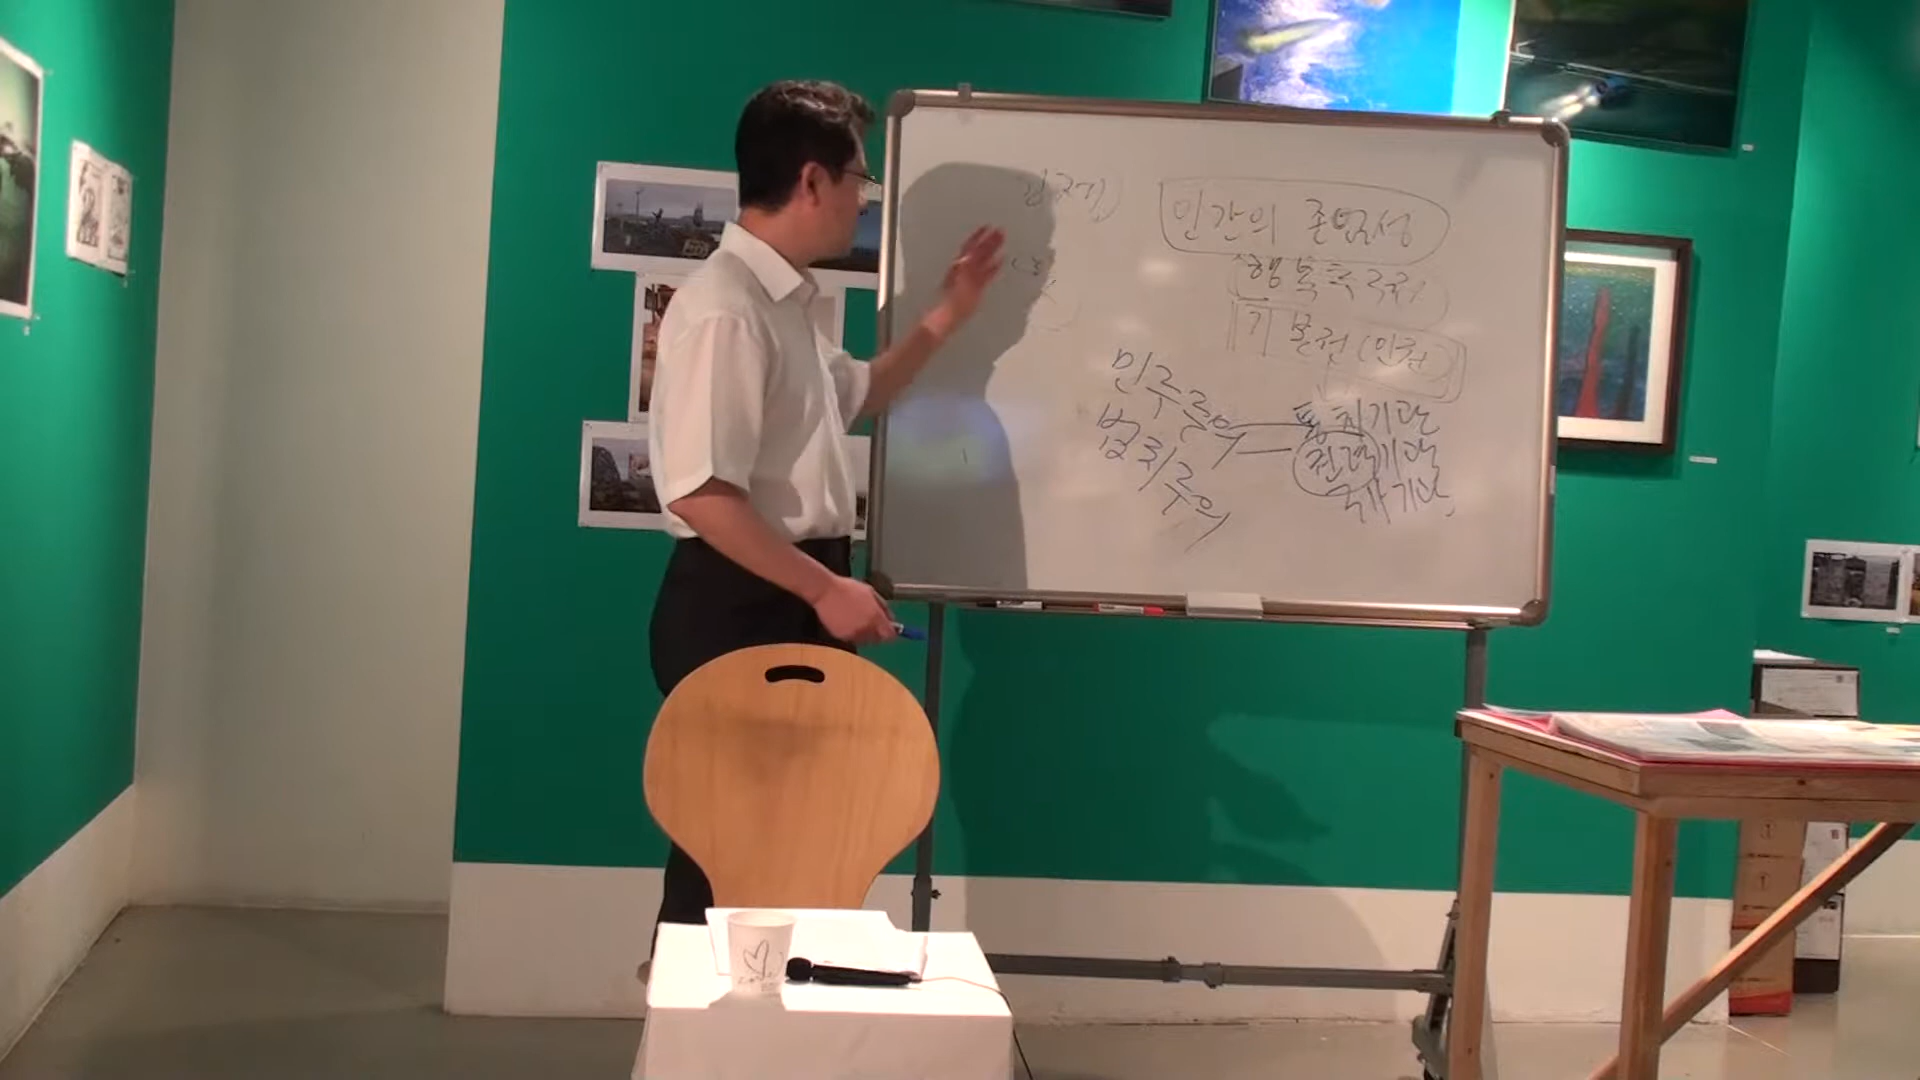 인간의 존엄성
행복추구권
기본권(인권
민주주의
법치주의
통치기관
권력기관
국가기관